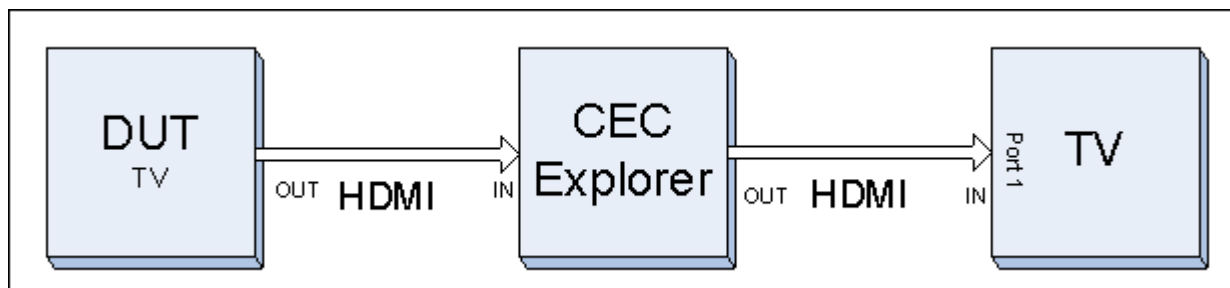 DUT
TV
OUT
HDMI
IN
CEC
Explorer
OUT
HDMI
IN
Port 1
TV